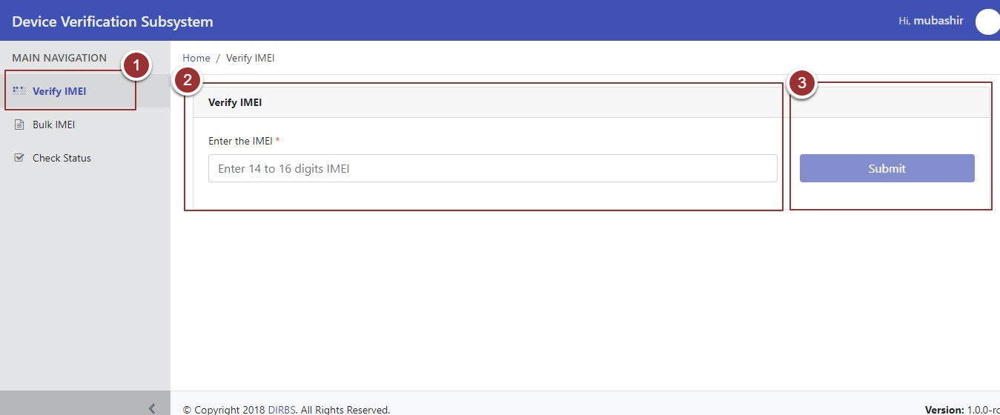 Device Verification Subsystem
Hi, mubashir
MAIN NAVIGATION
1
Verify IMEI
Bulk IMEI
Check Status
Home / Verify IMEI
2
Verify IMEI
Enter the IMEI *
Enter 14 to 16 digits IMEI
3
Submit
© Copyright 2018 DIRBS. All Rights Reserved.
Version: 1.0.0-rc